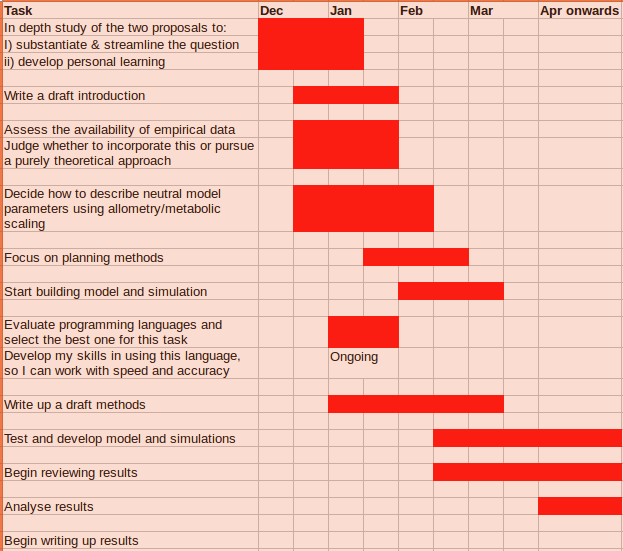 Task Dec Jan Feb Mar Apr onwards
In depth study of the two proposals to:
I) substantiate & streamline the question
ii) develop personal learning
Write a draft introduction
Assess the availability of empirical data
Judge whether to incorporate this or pursue
a purely theoretical approach
Decide how to describe neutral model
parameters using allometry/metabolic
scaling
Focus on planning methods
Start building model and simulation
Evaluate programming languages and
select the best one for this task
Develop my skills in using this language,
so I can work with speed and accuracy
Ongoing
Write up a draft methods
Test and develop model and simulations
Begin reviewing results
Analyse results
Begin writing up results